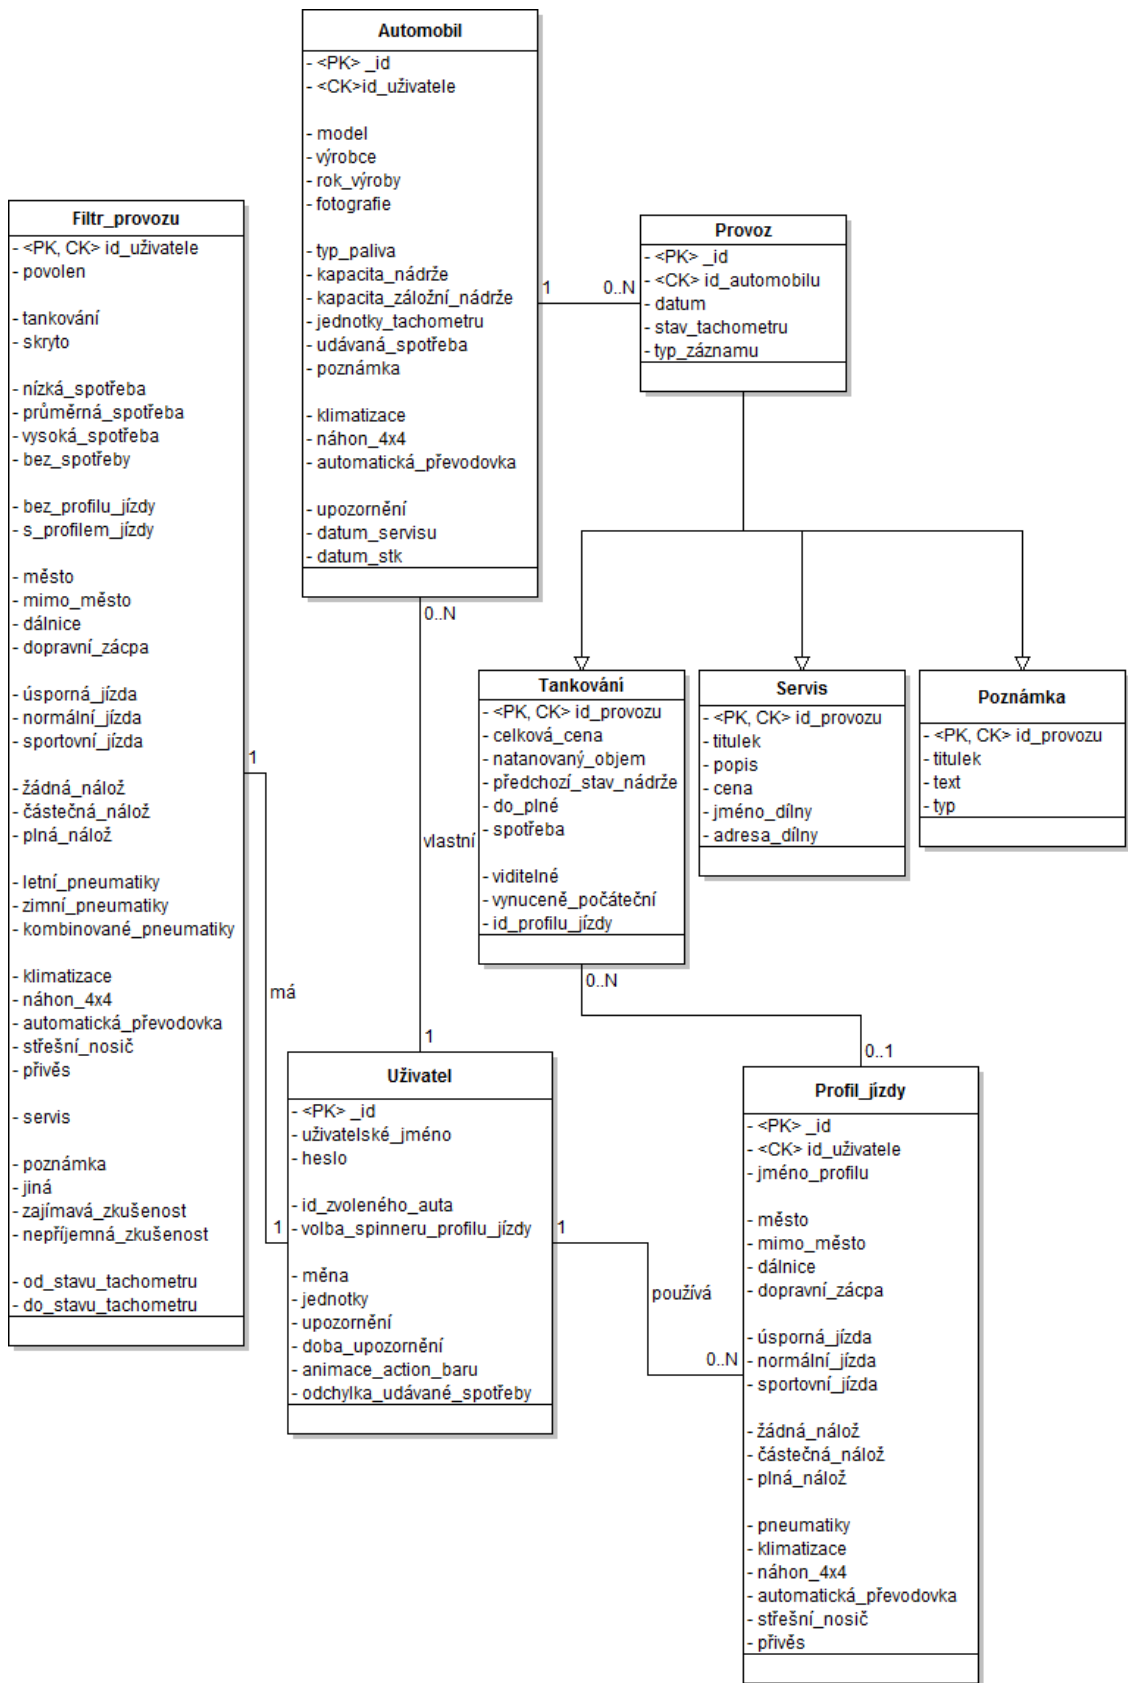 Automobil
- <PK> _id
- <CK>id_uživatele
- model
- výrobce
- rok_výroby
- fotografie
- typ_paliva
- kapacita_nádrže
- kapacita_záložní_nádrže
- jednotky_tachometru
- udávaná_spotřeba
- poznámka
- klimatizace
- náhon_4x4
- automatická_převodovka
- upozornění
- datum_servisu
- datum_stk
Filtr_provozu
- <PK, CK> id_uživatele
- povolen
- tankování
- skryto
- nízká_spotřeba
- průměrná_spotřeba
- vysoká_spotřeba
- bez_spotřeby
- bez_profilu_jízdy
- s_profilem_jízdy
- město
- mimo_město
- dálnice
- dopravní_zácpa
- úsporná_jízda
- normální_jízda
- sportovní_jízda
- žádná_nálož
- částečná_nálož
- plná_nálož
- letní_pneumatiky
- zimní_pneumatiky
- kombinované_pneumatiky
- klimatizace
- náhon_4x4
- automatická_převodovka
- střešní_nosič
- přivěs
- servis
- poznámka
- jiná
- zajímavá_zkušenost
- nepříjemná_zkušenost
- od_stavu_tachometru
- do_stavu_tachometru
Provoz
- <PK> _id
- <CK> id_automobilu
- datum
- stav_tachometru
- typ_záznamu
1
0..N
0..N
vlastní
1
Tankování
- <PK, CK> id_provozu
- celková_cena
- natanovaný_objem
- předchozí_stav_nádrže
- do_plné
- spotřeba
- viditelné
- vynuceně_počáteční
- id_profilu_jízdy
Servis
- <PK, CK> id_provozu
- titulek
- popis
- cena
- jméno_dílny
- adresa_dílny
Poznámka
- <PK, CK> id_provozu
- titulek
- text
- typ
0..N
0..1
1
má
1
Uživatel
- <PK> _id
- uživatelské_jméno
- heslo
- id_zvoleného_auta
- volba_spinneru_profilu_jízdy
- měna
- jednotky
- upozornění
- doba_upozornění
- animace_action_baru
- odchylka_udávané_spotřeby
1
používá
0..N
Profil_jízdy
- <PK> _id
- <CK> id_uživatele
- jméno_profilu
- město
- mimo_město
- dálnice
- dopravní_zácpa
- úsporná_jízda
- normální_jízda
- sportovní_jízda
- žádná_nálož
- částečná_nálož
- plná_nálož
- pneumatiky
- klimatizace
- náhon_4x4
- automatická_převodovka
- střešní_nosič
- přivěs